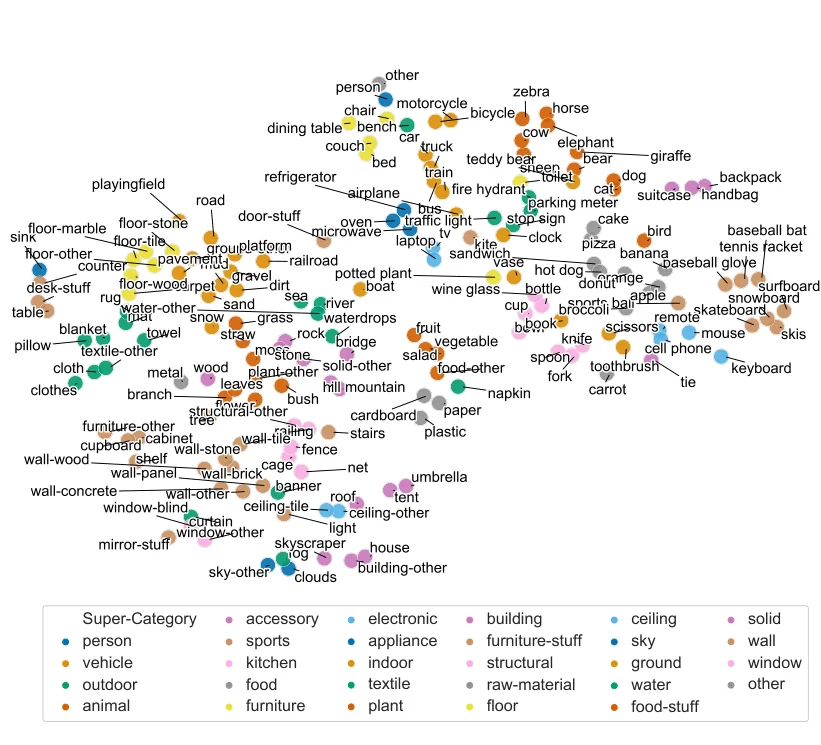 other
person
zebra
chair
motorcycle
bicycle
horse
dining table
bench
car
cow
elephant
couch
truck
bed
teddy bear
sheep
bear
giraffe
train
toilet
refrigerator
dog
backpack
playingfield
airplane
fire hydrant
cat
suitcase
handbag
road
bus
parking meter
door-stuff
oven
traffic light
stop sign
cake
floor-marble
floor-stone
microwave
tv
kite
clock
pizza
bird
baseball bat
sink
floor-tile
platform
laptop
sandwich
banana
tennis racket
floor-other
pavement
mud
railroad
vase
baseball glove
counter
gravel
potted plant
hot dog
orange
desk-stuff
floor-wood
dirt
boat
wine glass
donut
surfboard
rug
sand
sea
river
bottle
sports ball
apple
snowboard
table
water-other
cup
broccoli
remote
skateboard
mat
snow
grass
waterdrops
book
scissors
mouse
skis
blanket
towel
straw
rock
bridge
fruit
knife
cell phone
pillow
textile-other
moss
stone
salad
vegetable
spoon
toothbrush
keyboard
cloth
metal
wood
plant-other
solid-other
food-other
fork
tie
clothes
leaves
hill
mountain
napkin
carrot
branch
flower
bush
cardboard
paper
tree
structural-other
plastic
furniture-other
railing
stairs
cupboard
cabinet
wall-tile
wall-stone
fence
wall-wood
shelf
cage
net
wall-panel
wall-brick
umbrella
wall-concrete
wall-other
banner
roof
tent
window-blind
ceiling-tile
ceiling-other
curtain
light
window-other
mirror-stuff
skyscraper
house
fog
sky-other
clouds
building-other
Super-Category
person
vehicle
outdoor
animal
accessory
sports
kitchen
food
furniture
electronic
appliance
indoor
textile
plant
building
furniture-stuff
structural
raw-material
floor
ceiling
sky
ground
water
food-stuff
solid
wall
window
other